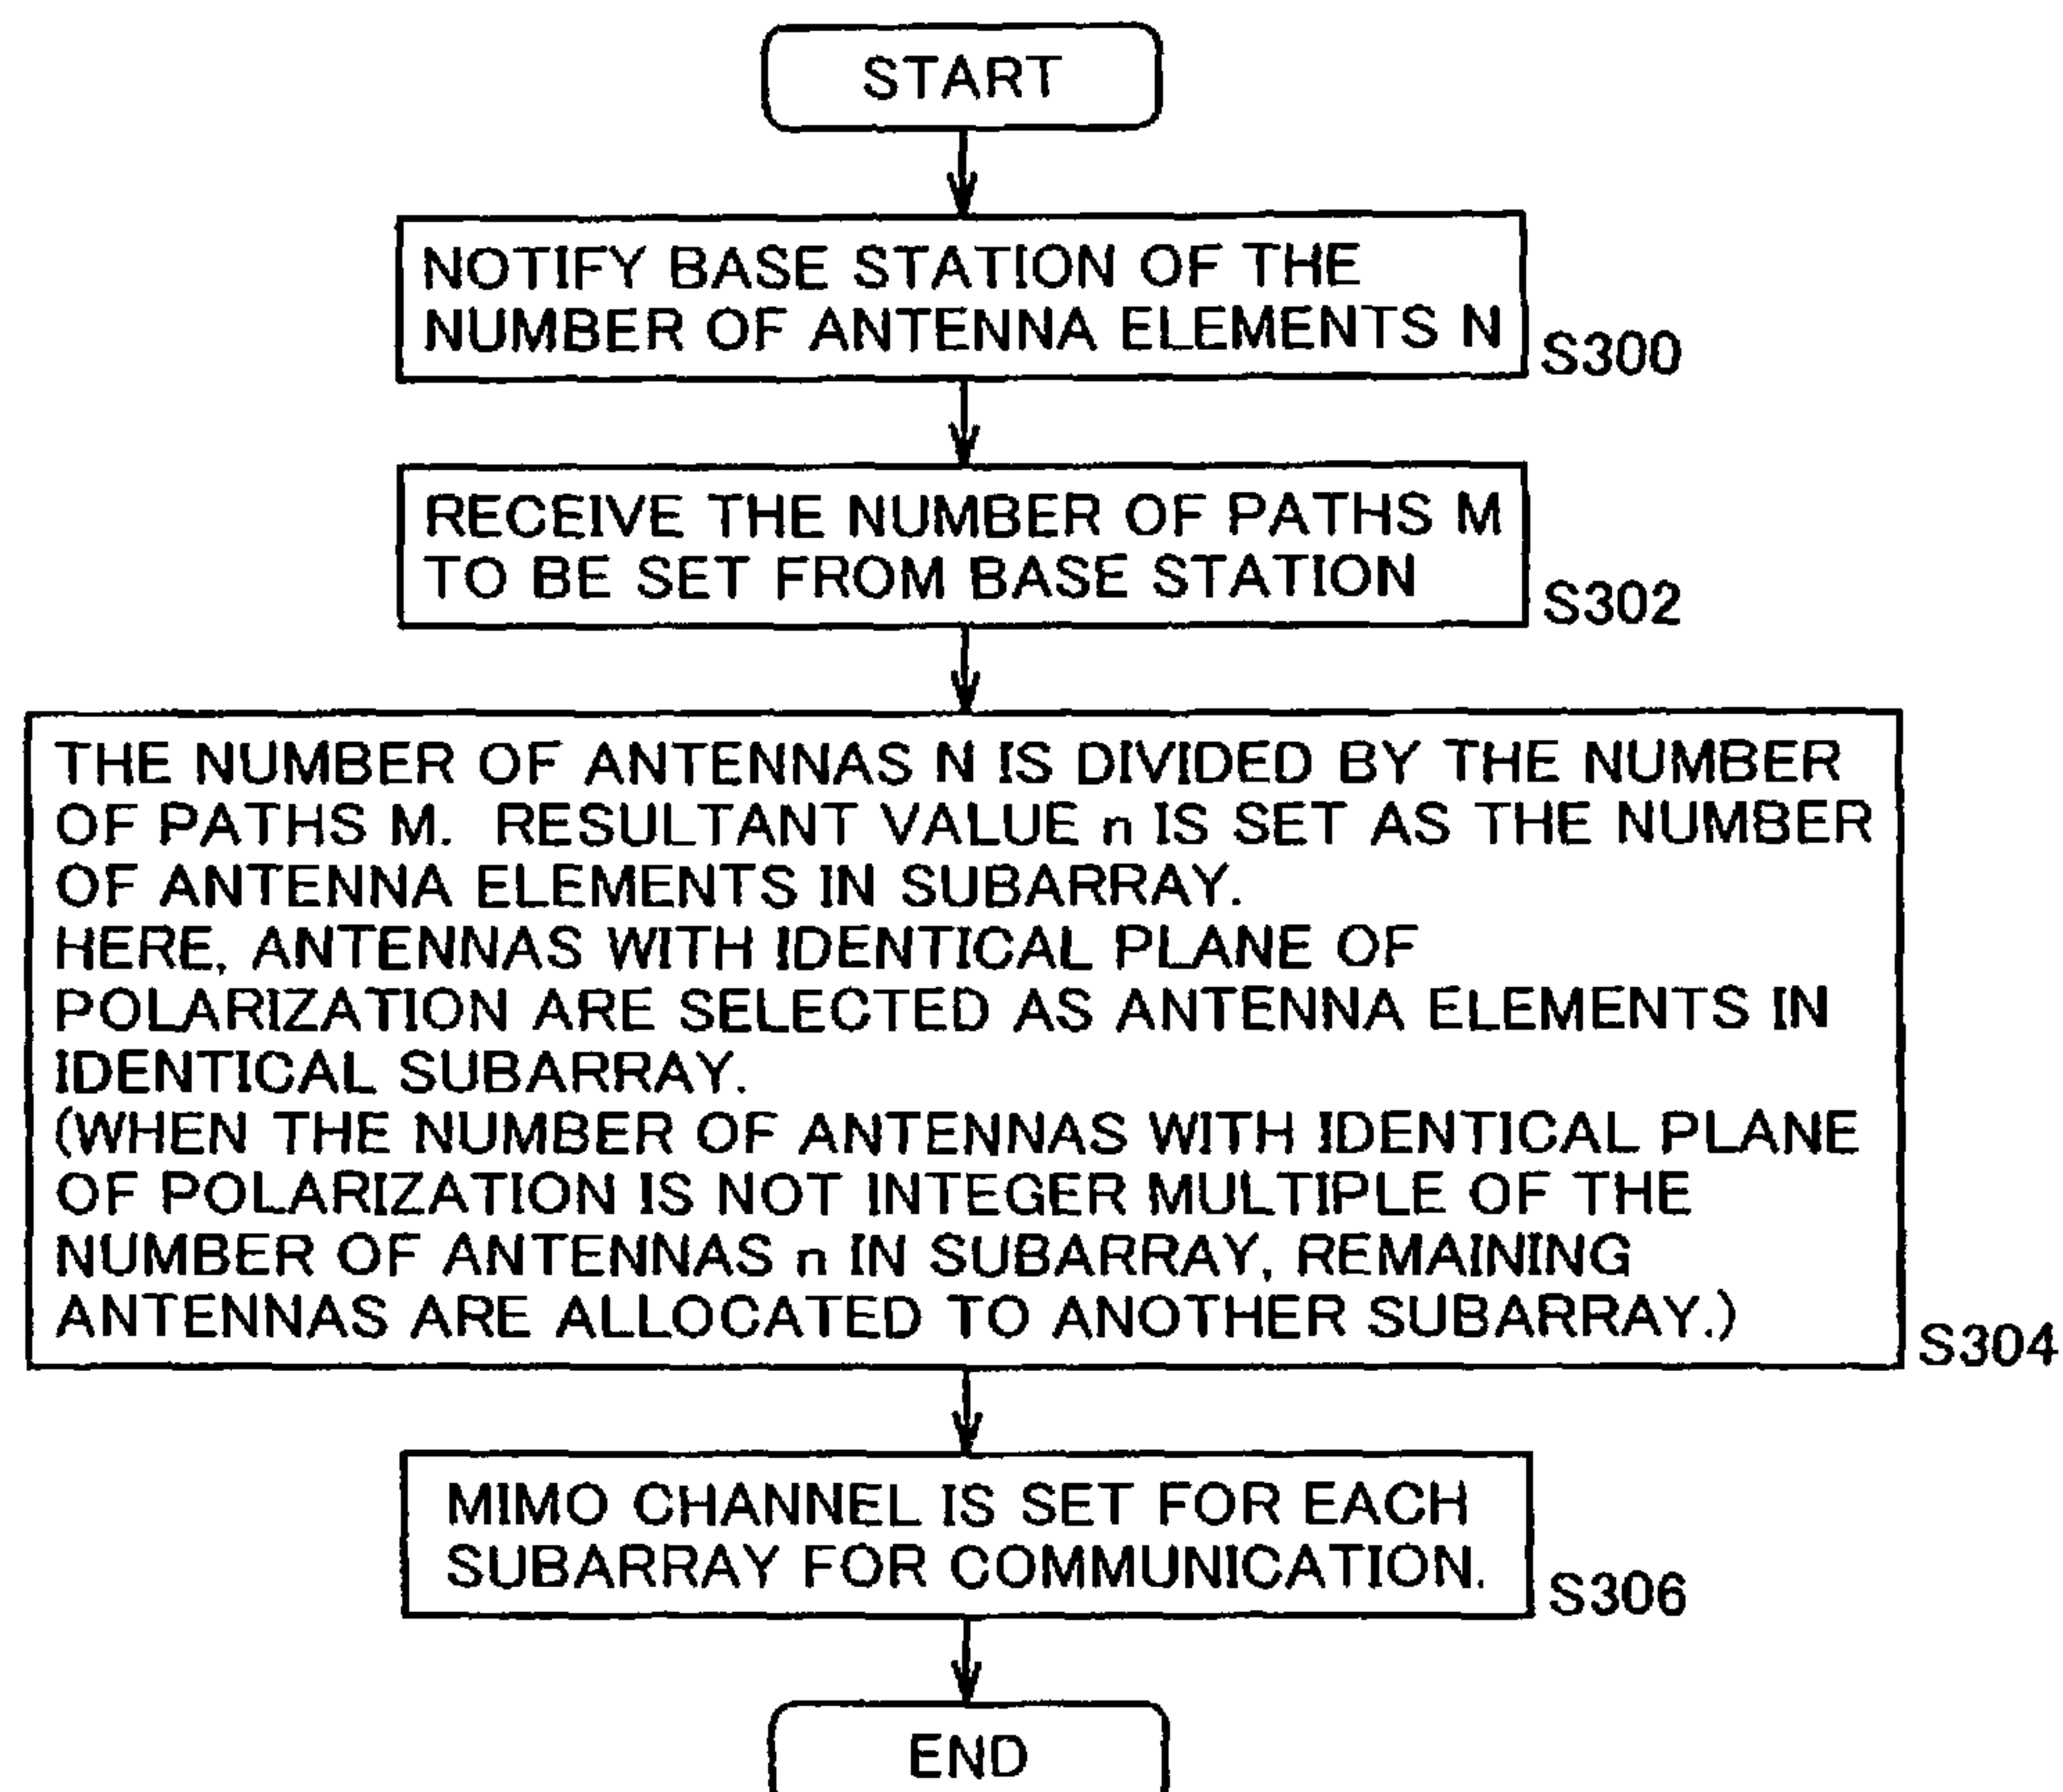 START
NOTIFY BASE STATION OF THE
NUMBER OF ANTENNA ELEMENTS N
S300
RECEIVE THE NUMBER OF PATHS M
TO BE SET FROM BASE STATION
S302
THE NUMBER OF ANTENNAS N IS DIVIDED BY THE NUMBER
OF PATHS M. RESULTANT VALUE n IS SET AS THE NUMBER
OF ANTENNA ELEMENTS IN SUBARRAY.
HERE, ANTENNAS WITH IDENTICAL PLANE OF
POLARIZATION ARE SELECTED AS ANTENNA ELEMENTS IN
IDENTICAL SUBARRAY.
(WHEN THE NUMBER OF ANTENNAS WITH IDENTICAL PLANE
OF POLARIZATION IS NOT INTEGER MULTIPLE OF THE
NUMBER OF ANTENNAS n IN SUBARRAY, REMAINING
ANTENNAS ARE ALLOCATED TO ANOTHER SUBARRAY.)
S304
MIMO CHANNEL IS SET FOR EACH
SUBARRAY FOR COMMUNICATION.
S306
END